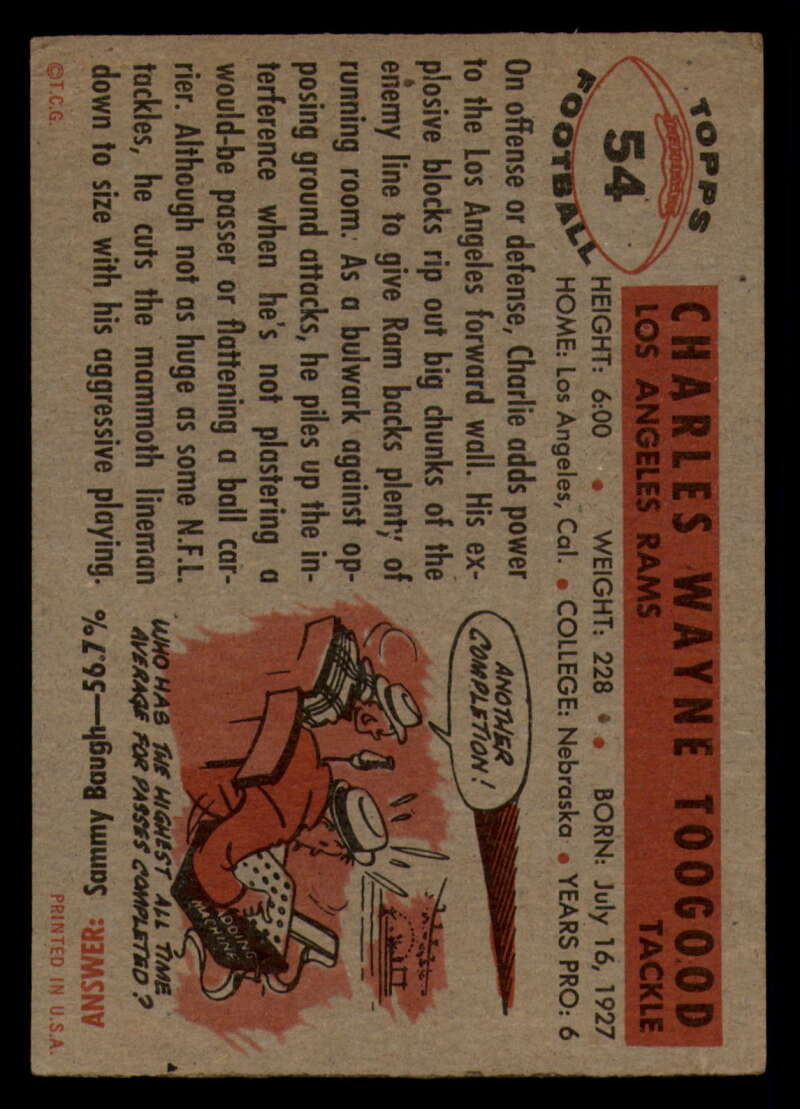 TOPPS
54
FOOTBALL
CHARLES WAYNE TOOGOOD
LOS ANGELES RAMS TACKLE
HEIGHT: 6:00 • WEIGHT: 228 • BORN: July 16, 1927
HOME: Los Angeles, Cal. • COLLEGE: Nebraska • YEARS PRO: 6
On offense or defense, Charlie adds power
to the Los Angeles forward wall. His ex-
plosive blocks rip out big chunks of the
enemy line to give Ram backs plenty of
running room. As a bulwark against op-
posing ground attacks, he piles up the in-
terference when he's not plastering a
would-be passer or flattening a ball car-
rier. Although not as huge as some N.F.L.
tackles, he cuts the mammoth lineman
down to size with his aggressive playing.
ANOTHER
COMPLETION!
ADDING
MACHINE
WHO HAS THE HIGHEST ALL TIME
AVERAGE FOR PASSES COMPLETED?
ANSWER: Sammy Baugh—56.7%
©T.C.G.
PRINTED IN U.S.A.